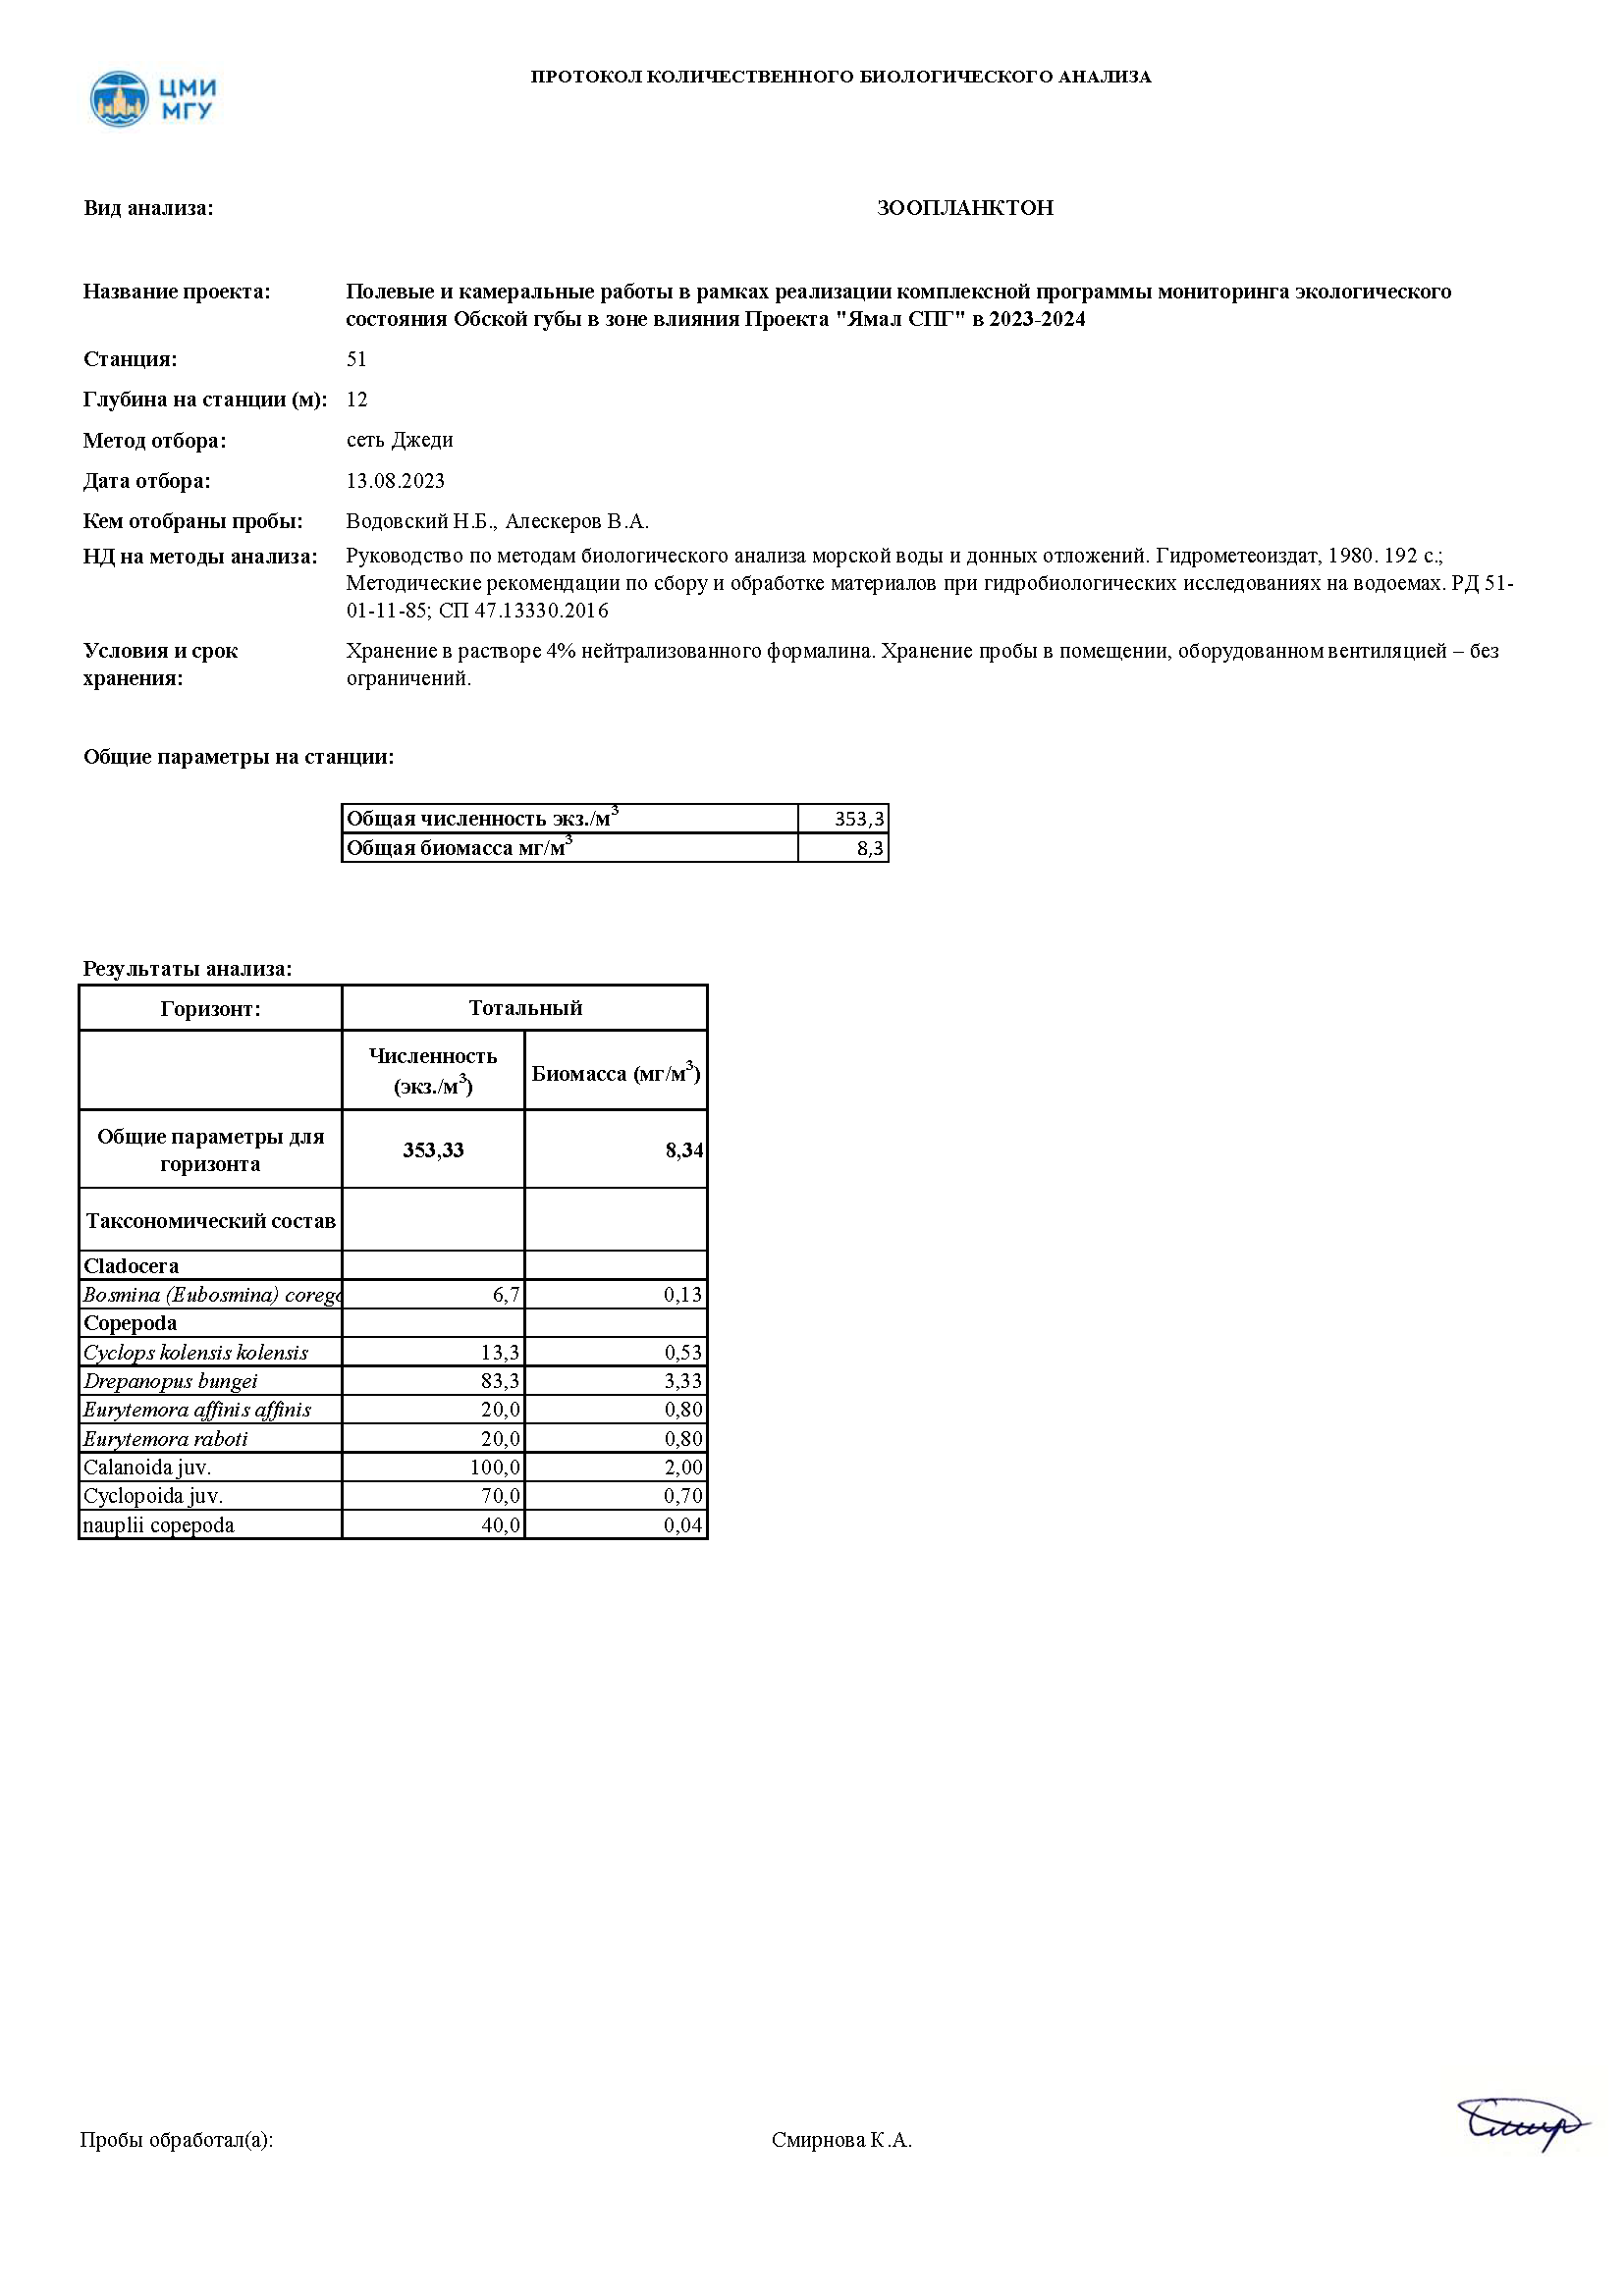 ЦМИ
МГУ
ПРОТОКОЛ КОЛИЧЕСТВЕННОГО БИОЛОГИЧЕСКОГО АНАЛИЗА
Вид анализа: ЗООПЛАНКТОН
Название проекта: Полевые и камеральные работы в рамках реализации комплексной программы мониторинга экологического
состояния Обской губы в зоне влияния Проекта "Ямал СПГ" в 2023-2024
Станция: 51
Глубина на станции (м): 12
Метод отбора: сеть Джеди
Дата отбора: 13.08.2023
Кем отобраны пробы: Водовский Н.Б., Алескеров В.А.
НД на методы анализа: Руководство по методам биологического анализа морской воды и донных отложений. Гидрометеоиздат, 1980. 192 с.;
Методические рекомендации по сбору и обработке материалов при гидробиологических исследованиях на водоемах. РД 51-
01-11-85; СП 47.13330.2016
Условия и срок Хранение в растворе 4% нейтрализованного формалина. Хранение пробы в помещении, оборудованном вентиляцией – без
хранения: ограничений.
Общие параметры на станции:
Общая численность экз./м³ 353,3
Общая биомасса мг/м³ 8,3
Результаты анализа:
Горизонт: Тотальный
Численность
(экз./м³) Биомасса (мг/м³)
Общие параметры для
горизонта 353,33 8,34
Таксономический состав
Cladocera
Bosmina (Eubosmina) corego 6,7 0,13
Copepoda
Cyclops kolensis kolensis 13,3 0,53
Drepanopus bungei 83,3 3,33
Eurytemora affinis affinis 20,0 0,80
Eurytemora raboti 20,0 0,80
Calanoida juv. 100,0 2,00
Cyclopoida juv. 70,0 0,70
nauplii copepoda 40,0 0,04
Пробы обработал(а): Смирнова К.А.